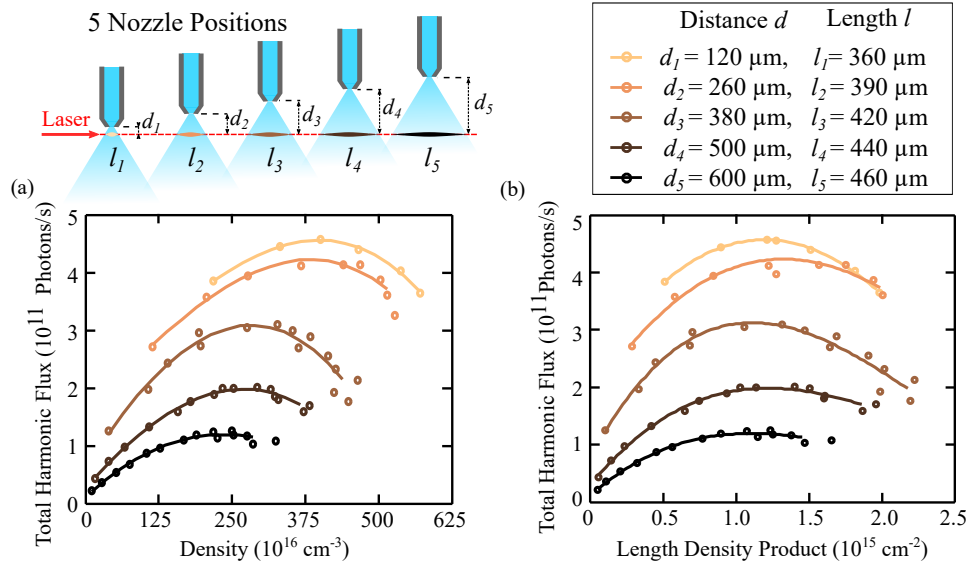 5 Nozzle Positions
Laser
d1
d2
d3
d4
d5
l1
l2
l3
l4
l5
Distance d Length l
d1 = 120 µm, l1 = 360 µm
d2 = 260 µm, l2 = 390 µm
d3 = 380 µm, l3 = 420 µm
d4 = 500 µm, l4 = 440 µm
d5 = 600 µm, l5 = 460 µm
(a)
Total Harmonic Flux (10^11 Photons/s)
5
4
3
2
1
0
0 125 250 375 500 625
Density (10^16 cm^-3)
(b)
Total Harmonic Flux (10^11 Photons/s)
5
4
3
2
1
0
0 0.5 1.0 1.5 2.0 2.5
Length Density Product (10^15 cm^-2)